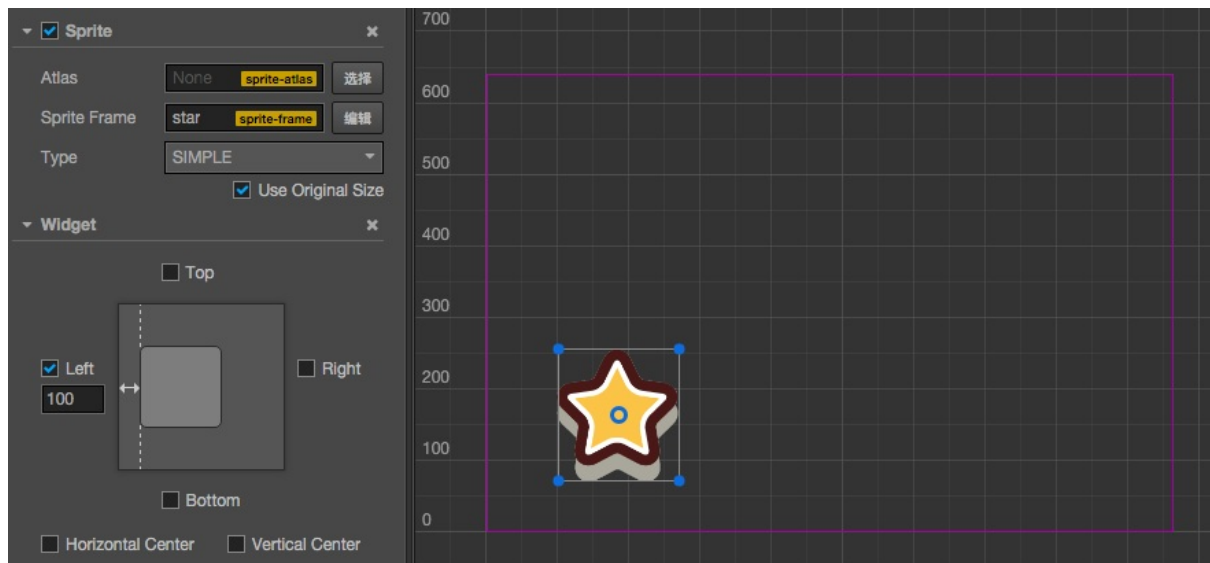 Sprite
Atlas None sprite-atlas 选择
Sprite Frame star sprite-frame 编辑
Type SIMPLE
Use Original Size
Widget
Top
Left
100
Right
Bottom
Horizontal Center Vertical Center
700
600
500
400
300
200
100
0